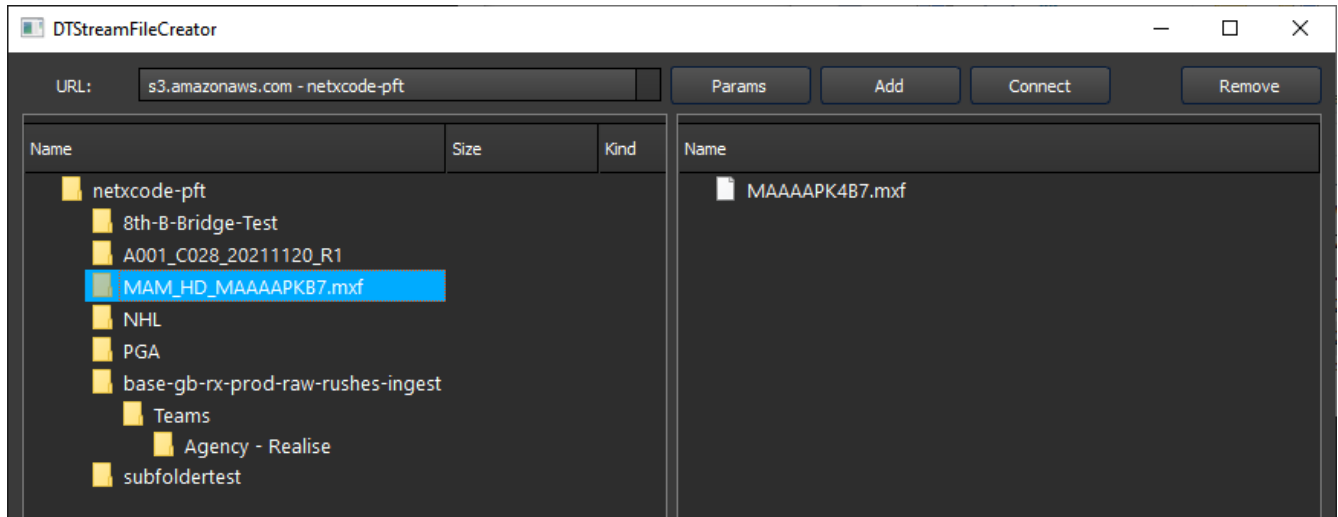 DTStreamFileCreator
URL: s3.amazonaws.com - netxcode-pft Params Add Connect Remove
Name Size Kind Name
netxcode-pft MAAAAPK4B7.mxf
8th-B-Bridge-Test
A001_C028_20211120_R1
MAM_HD_MAAAAPKB7.mxf
NHL
PGA
base-gb-rx-prod-raw-rushes-ingest
Teams
Agency - Realise
subfoldertest